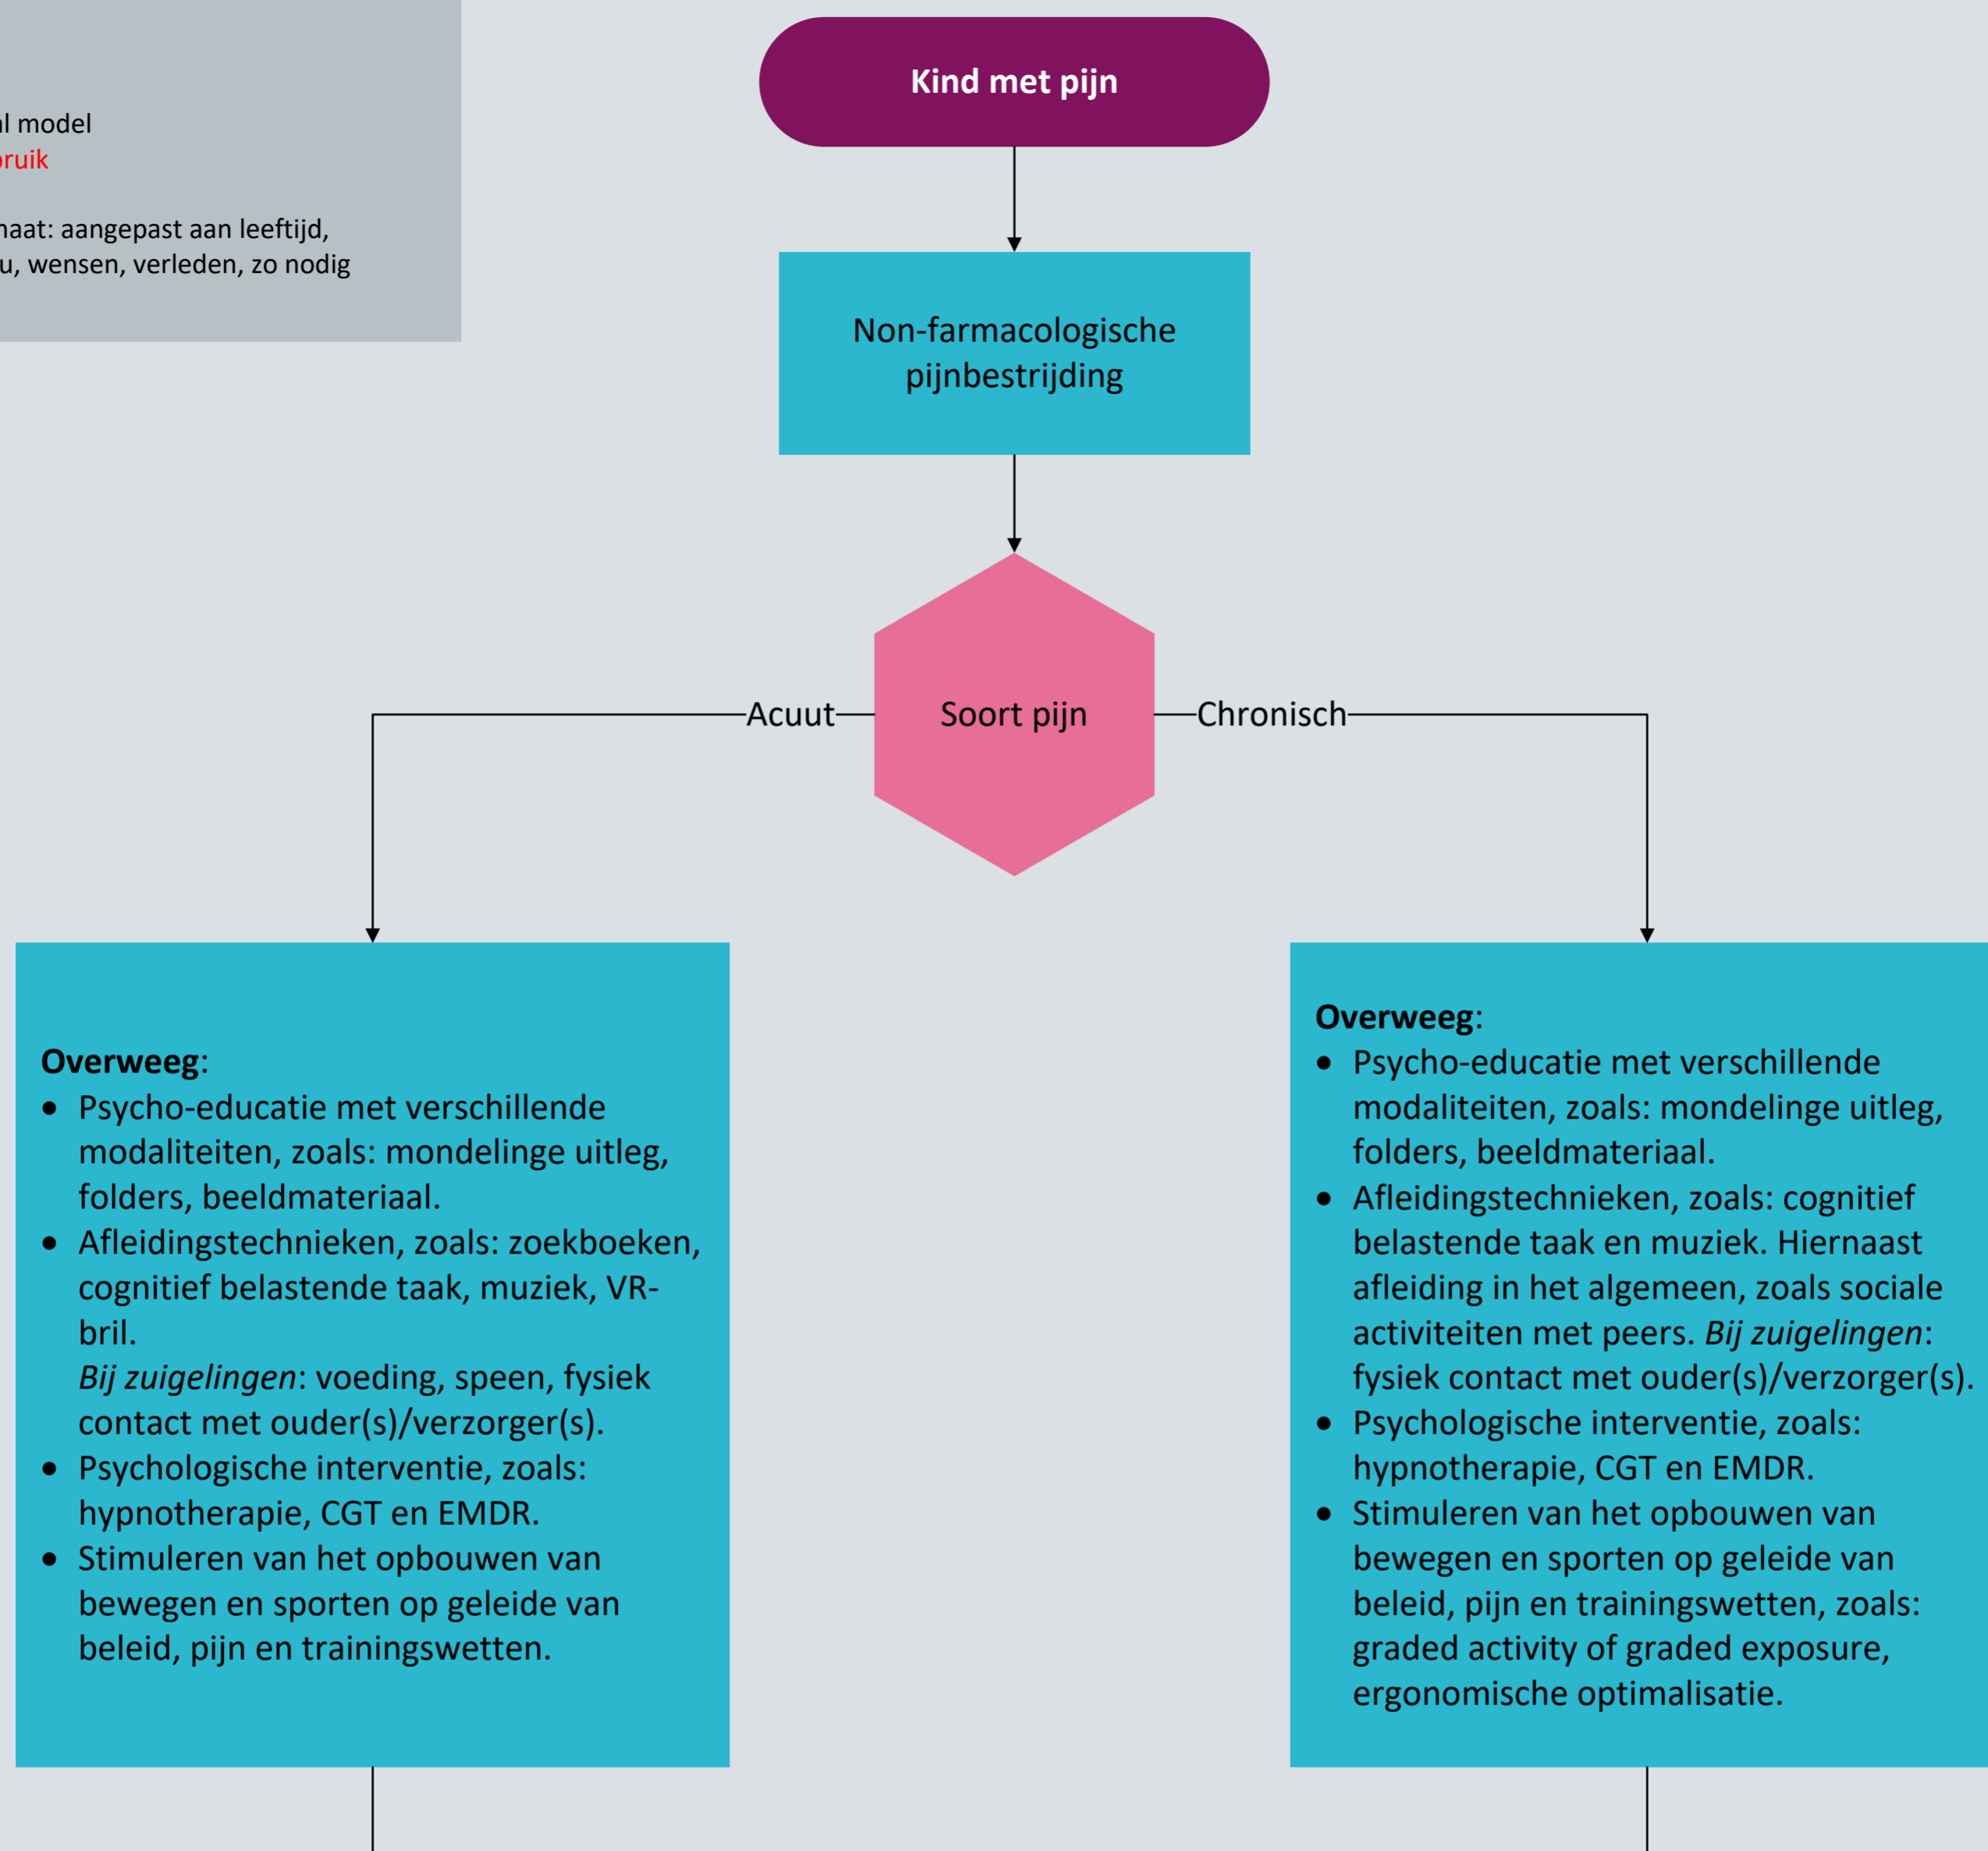 model
aangepast aan leeftijd,
wensen, verleden, zo nodig
Kind met pijn
Non-farmacologische
pijnbestrijding
Acuut
Soort pijn
Chronisch
Overweeg:
• Psycho-educatie met verschillende
modaliteiten, zoals: mondelinge uitleg,
folders, beeldmateriaal.
• Afleidingstechnieken, zoals: zoekboeken,
cognitief belastende taak, muziek, VR-
bril.
Bij zuigelingen: voeding, speen, fysiek
contact met ouder(s)/verzorger(s).
• Psychologische interventie, zoals:
hypnotherapie, CGT en EMDR.
• Stimuleren van het opbouwen van
bewegen en sporten op geleide van
beleid, pijn en trainingswetten.
Overweeg:
• Psycho-educatie met verschillende
modaliteiten, zoals: mondelinge uitleg,
folders, beeldmateriaal.
• Afleidingstechnieken, zoals: cognitief
belastende taak en muziek. Hiernaast
afleiding in het algemeen, zoals sociale
activiteiten met peers. Bij zuigelingen:
fysiek contact met ouder(s)/verzorger(s).
• Psychologische interventie, zoals:
hypnotherapie, CGT en EMDR.
• Stimuleren van het opbouwen van
bewegen en sporten op geleide van
beleid, pijn en trainingswetten, zoals:
graded activity of graded exposure,
ergonomische optimalisatie.